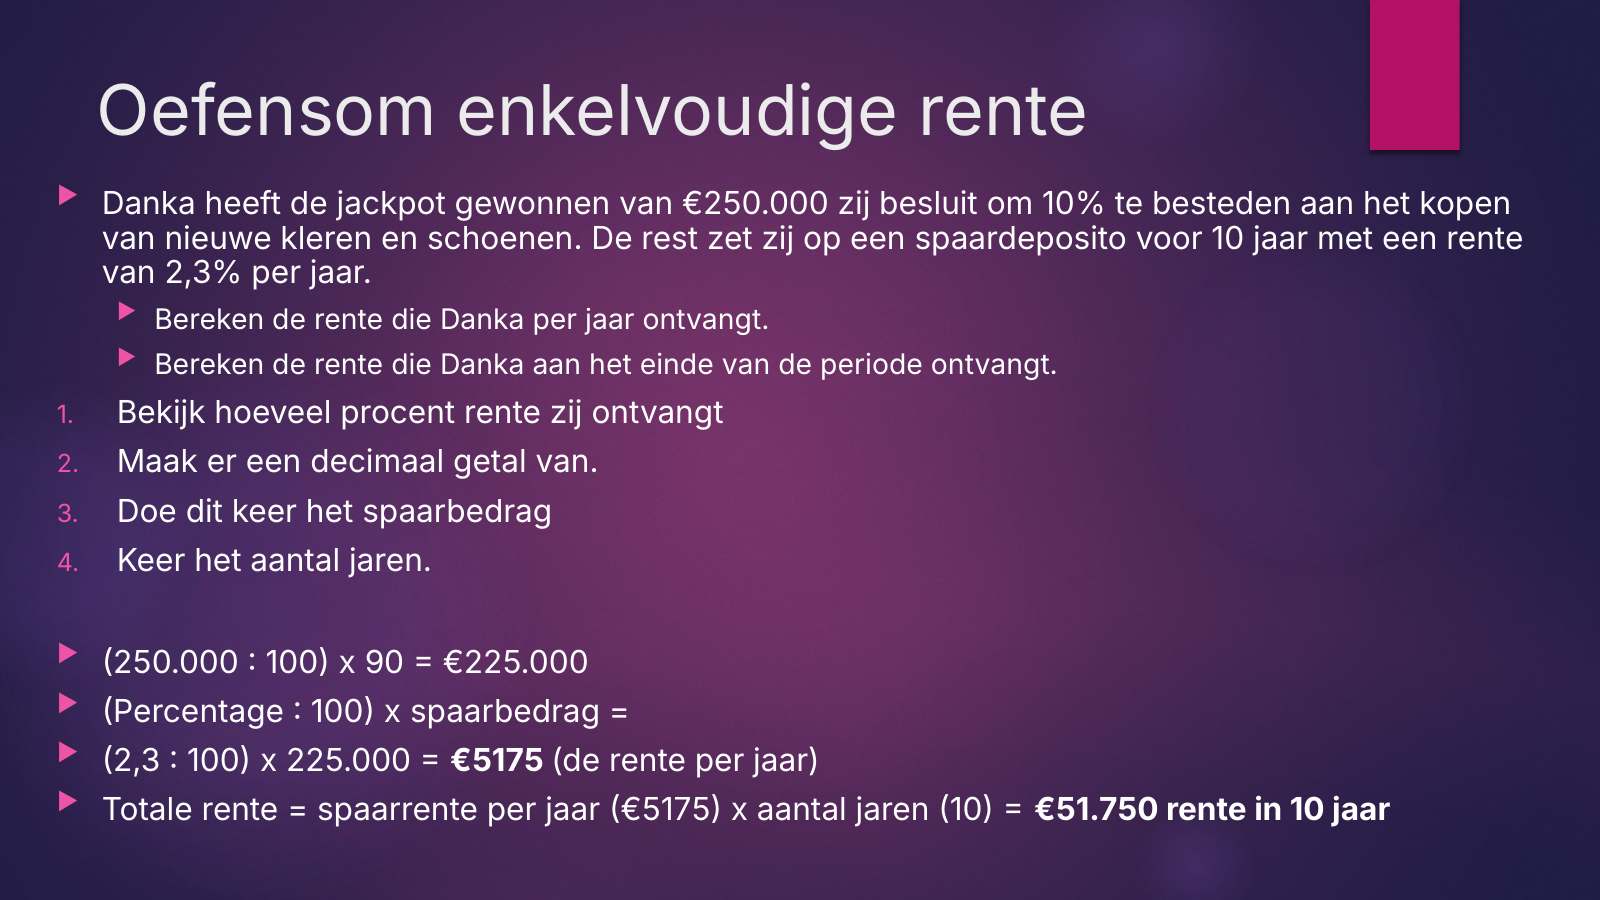 Oefensom enkelvoudige rente
Danka heeft de jackpot gewonnen van €250.000 zij besluit om 10% te besteden aan het kopen
van nieuwe kleren en schoenen. De rest zet zij op een spaardeposito voor 10 jaar met een rente
van 2,3% per jaar.
Bereken de rente die Danka per jaar ontvangt.
Bereken de rente die Danka aan het einde van de periode ontvangt.
1. Bekijk hoeveel procent rente zij ontvangt
2. Maak er een decimaal getal van.
3. Doe dit keer het spaarbedrag
4. Keer het aantal jaren.
(250.000 : 100) x 90 = €225.000
(Percentage : 100) x spaarbedrag =
(2,3 : 100) x 225.000 = €5175 (de rente per jaar)
Totale rente = spaarrente per jaar (€5175) x aantal jaren (10) = €51.750 rente in 10 jaar